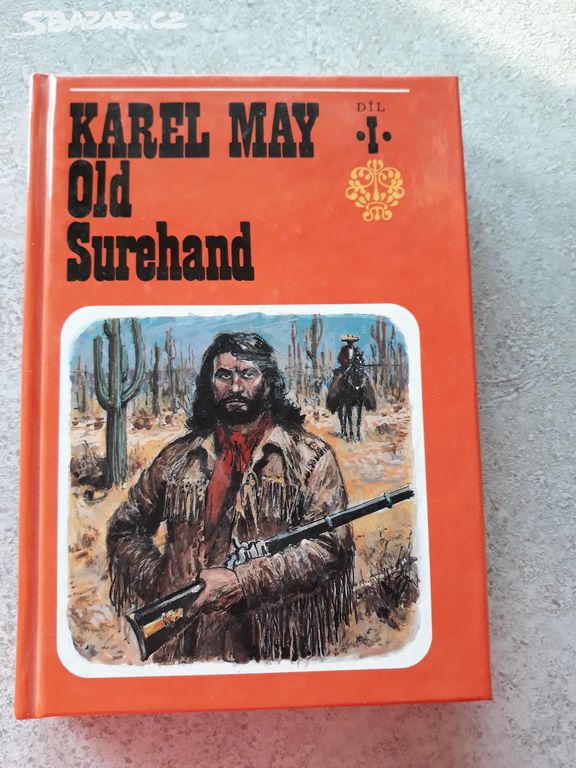 SBAZAR.CZ
KAREL MAY
Old
Surehand
DÍL
•I•